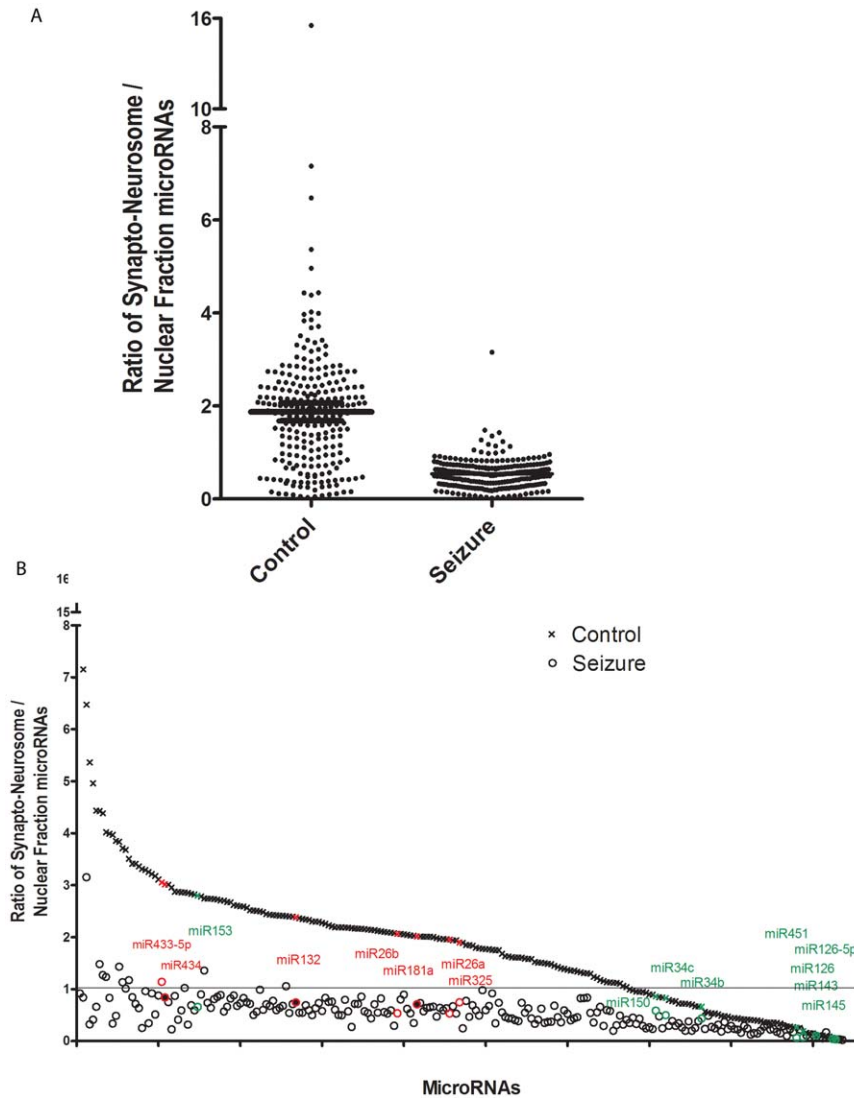 A
16
10
8
6
4
2
0
Ratio of Synapto-Neurosome /
Nuclear Fraction microRNAs
Control
Seizure
B
16
15
8
7
6
5
4
3
2
1
0
Ratio of Synapto-Neurosome /
Nuclear Fraction microRNAs
× Control
○ Seizure
miR433-5p
miR434
miR153
miR132
miR26b
miR181a
miR26a
miR325
miR150
miR34c
miR34b
miR451
miR126-5p
miR126
miR143
miR145
MicroRNAs